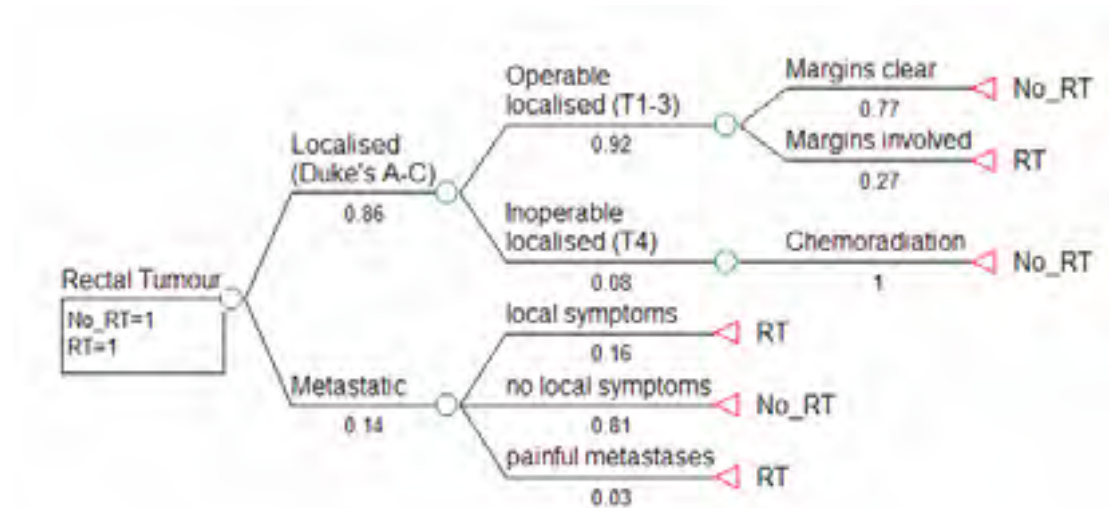 Rectal Tumour
No_RT=1
RT=1
Localised
(Duke's A-C)
0.86
Operable
localised (T1-3)
0.92
Margins clear
0.77
No_RT
Margins involved
0.27
RT
Inoperable
localised (T4)
0.08
Chemoradiation
1
No_RT
Metastatic
0.14
local symptoms
0.16
RT
no local symptoms
0.81
No_RT
painful metastases
0.03
RT